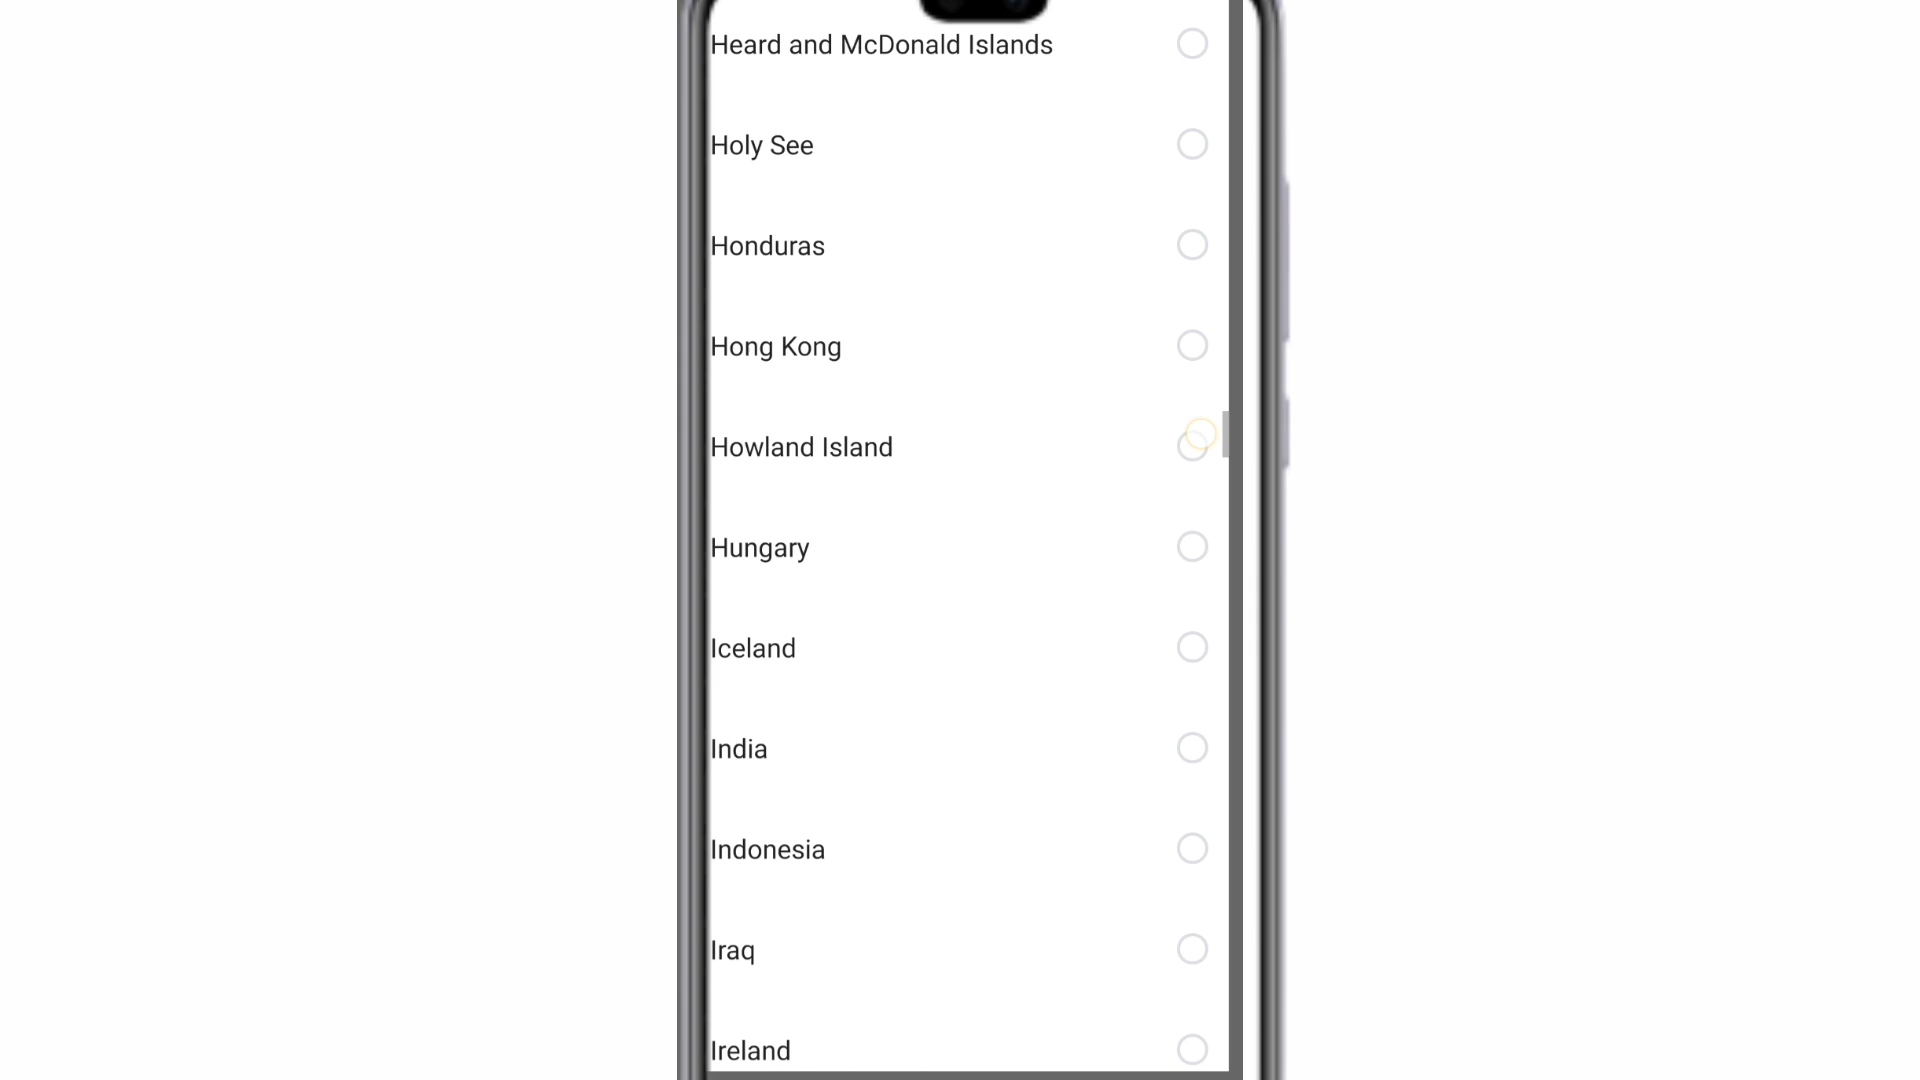 Heard and McDonald Islands
Holy See
Honduras
Hong Kong
Howland Island
Hungary
Iceland
India
Indonesia
Iraq
Ireland